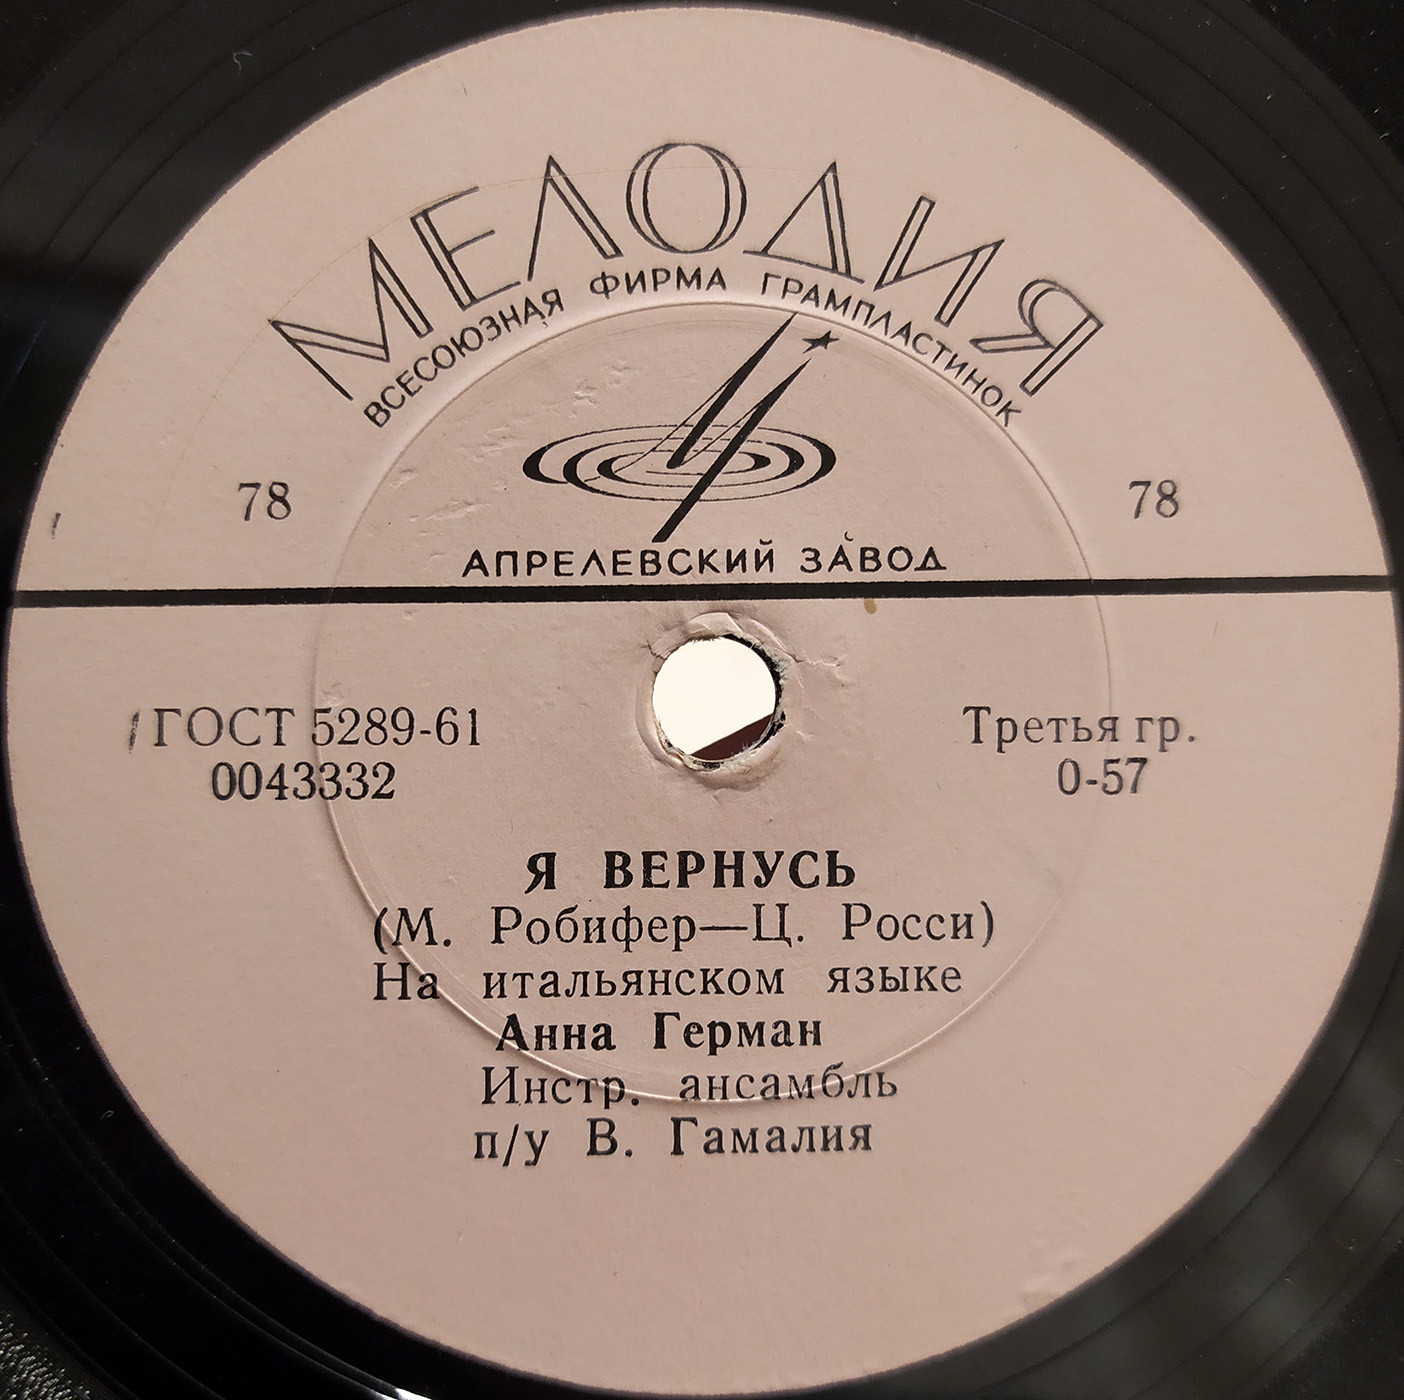 МЕЛОДИЯ
ВСЕСОЮЗНАЯ ФИРМА ГРАМПЛАСТИНОК
78 78
АПРЕЛЕВСКИЙ ЗАВОД
ГОСТ 5289-61 Третья гр.
0043332 0-57
Я ВЕРНУСЬ
(М. Робифер—Ц. Росси)
На итальянском языке
Анна Герман
Инстр. ансамбль
п/у В. Гамалия